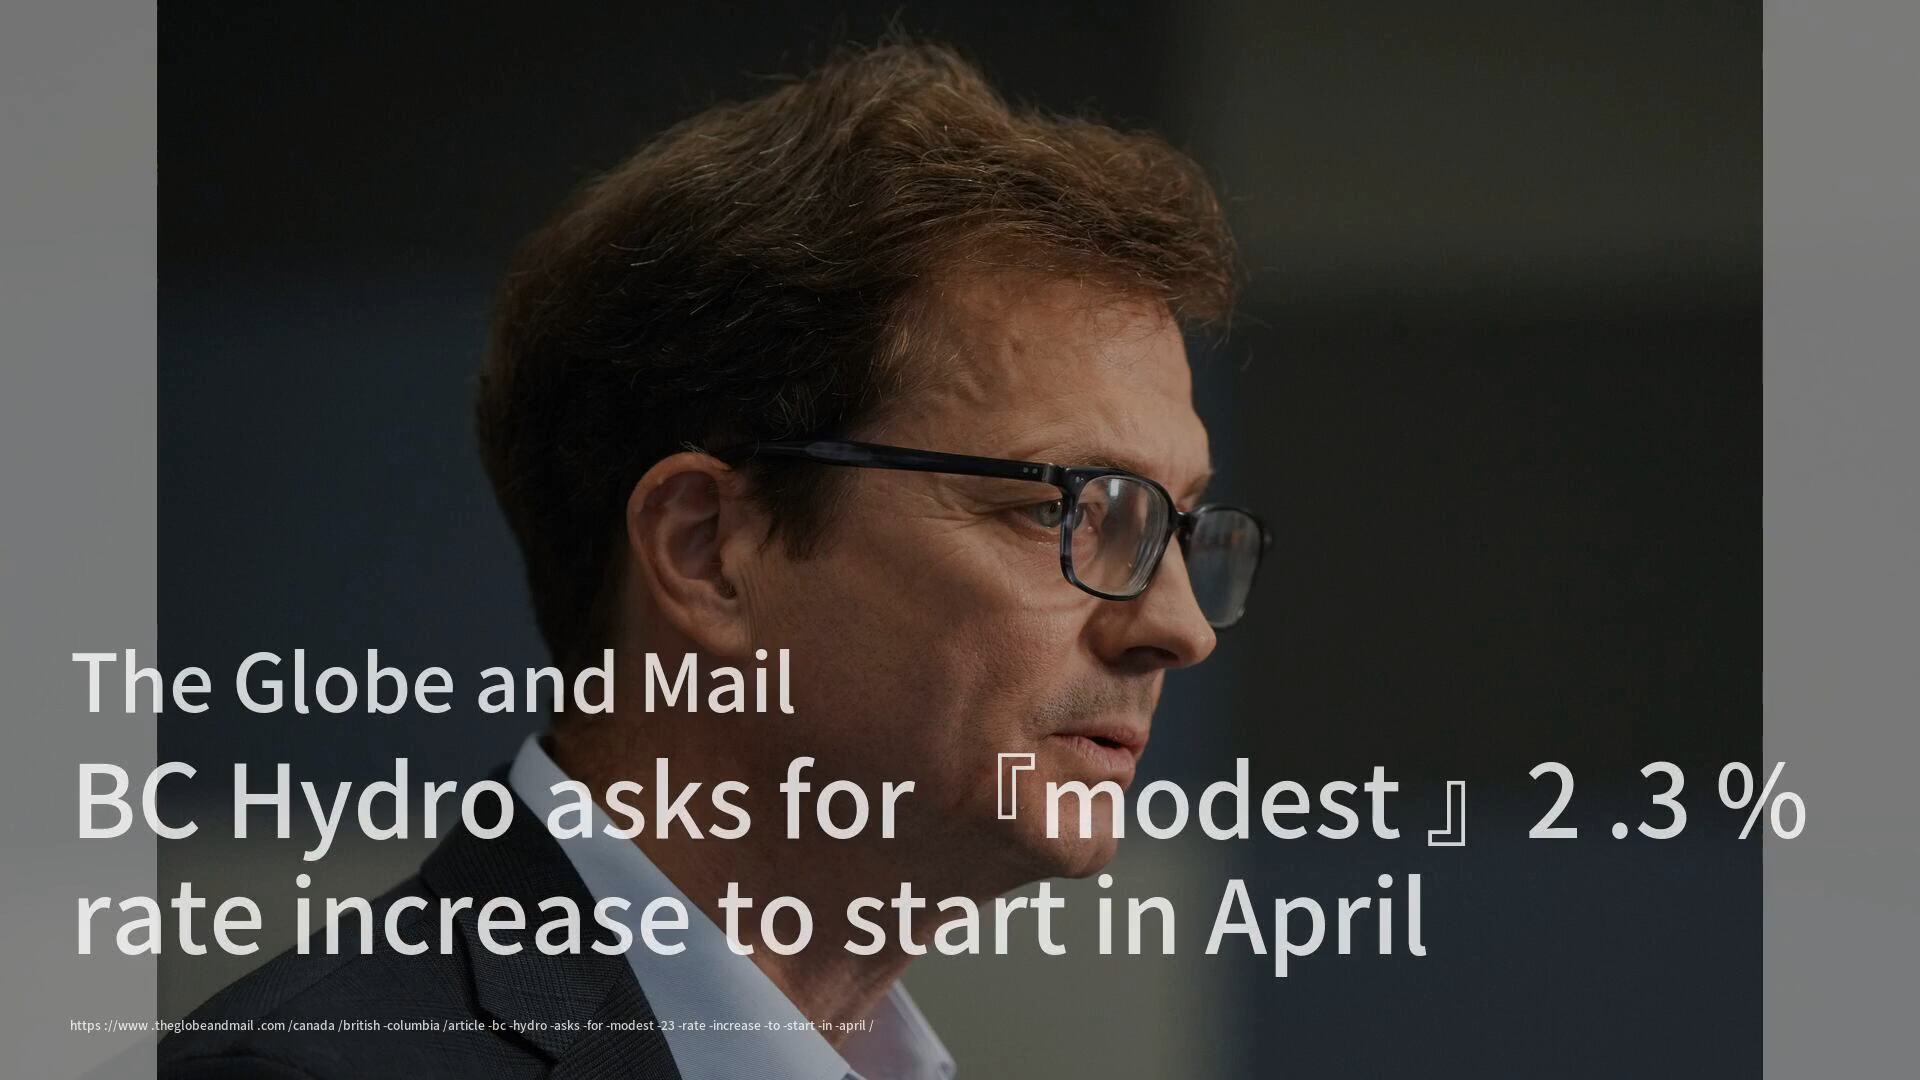 The Globe and Mail
BC Hydro asks for 『modest 』 2 .3 %
rate increase to start in April
https ://www .theglobeandmail .com /canada /british -columbia /article -bc -hydro -asks -for -modest -23 -rate -increase -to -start -in -april /